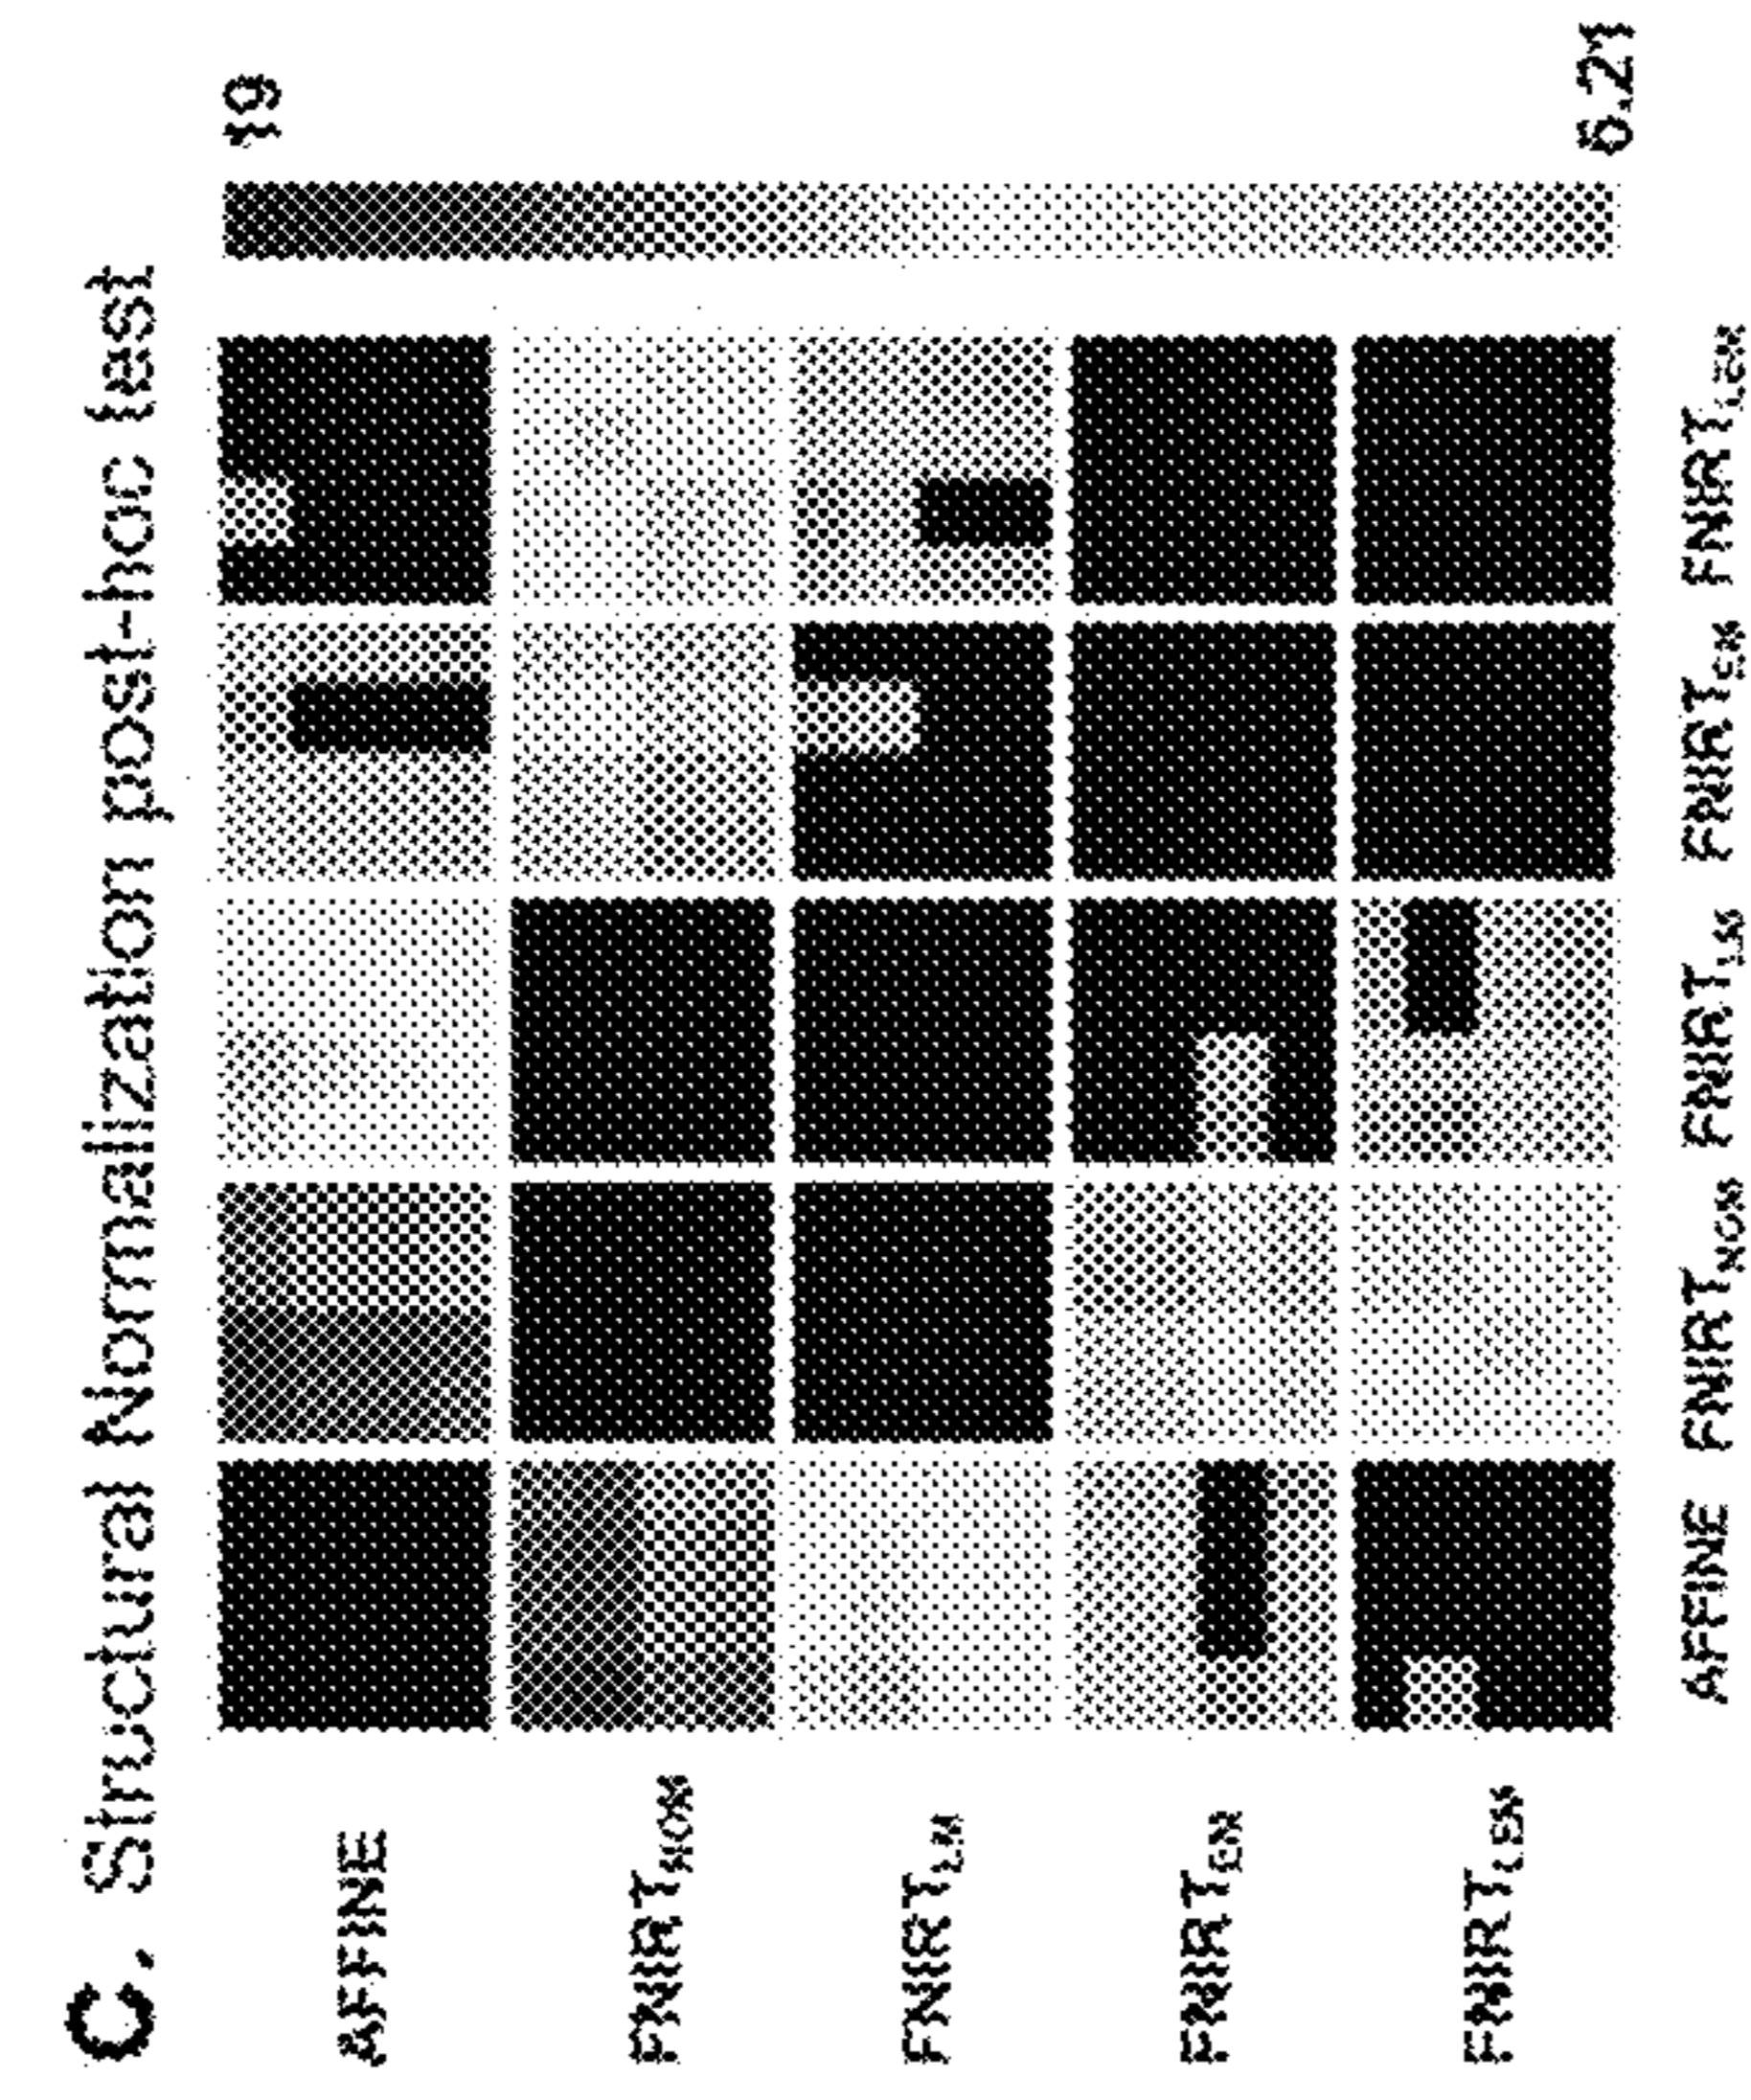 C. Structural Normalization post-hoc test
19
AFFINE
FNIRT
FNIRT
FNIRT
FNIRT
6.21
AFFINE FNIRT FNIRT FNIRT FNIRT